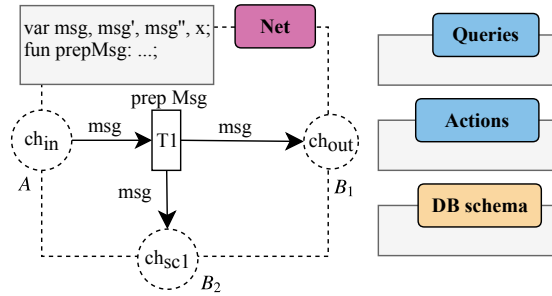 var msg, msg', msg'', x;
fun prepMsg: ...;
Net
prep Msg
ch_in
msg
T1
msg
ch_out
A
msg
B_1
ch_sc1
B_2
Queries
Actions
DB schema